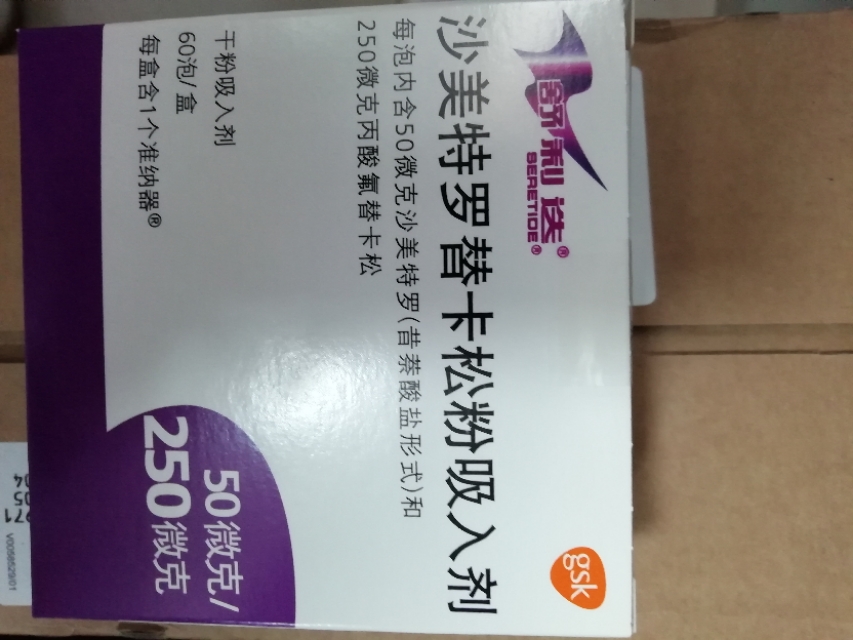 舒利迭®
SERETIDE®
沙美特罗替卡松粉吸入剂
每泡内含50微克沙美特罗(昔萘酸盐形式)和
250微克丙酸氟替卡松
干粉吸入剂
60泡/盒
每盒含1个准纳器®
50微克/
250微克
gsk